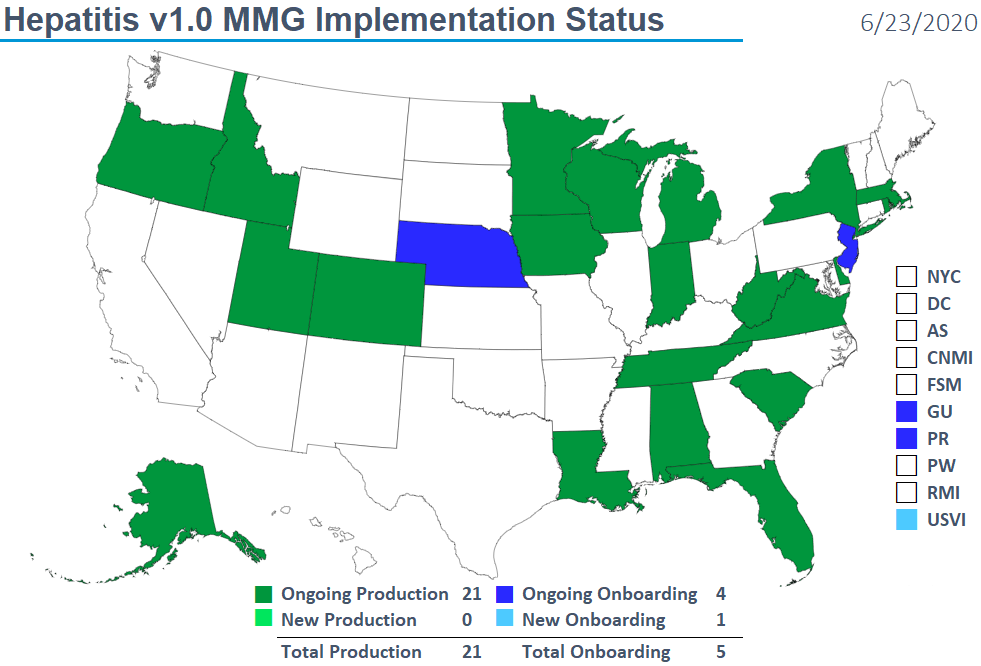 Hepatitis v1.0 MMG Implementation Status
6/23/2020
NYC
DC
AS
CNMI
FSM
GU
PR
PW
RMI
USVI
Ongoing Production 21 Ongoing Onboarding 4
New Production 0 New Onboarding 1
Total Production 21 Total Onboarding 5